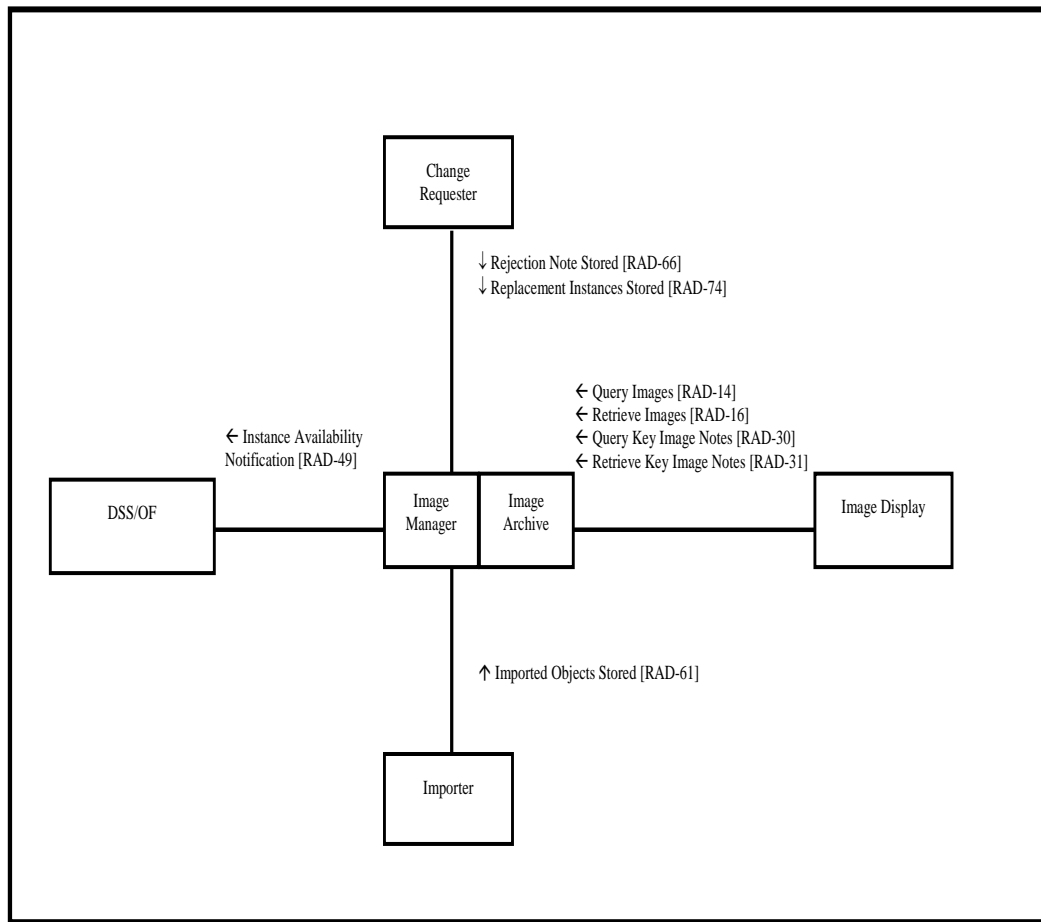 Change
Requester
↓ Rejection Note Stored [RAD-66]
↓ Replacement Instances Stored [RAD-74]
← Query Images [RAD-14]
← Retrieve Images [RAD-16]
← Query Key Image Notes [RAD-30]
← Retrieve Key Image Notes [RAD-31]
← Instance Availability
Notification [RAD-49]
DSS/OF
Image
Manager
Image
Archive
Image Display
↑ Imported Objects Stored [RAD-61]
Importer